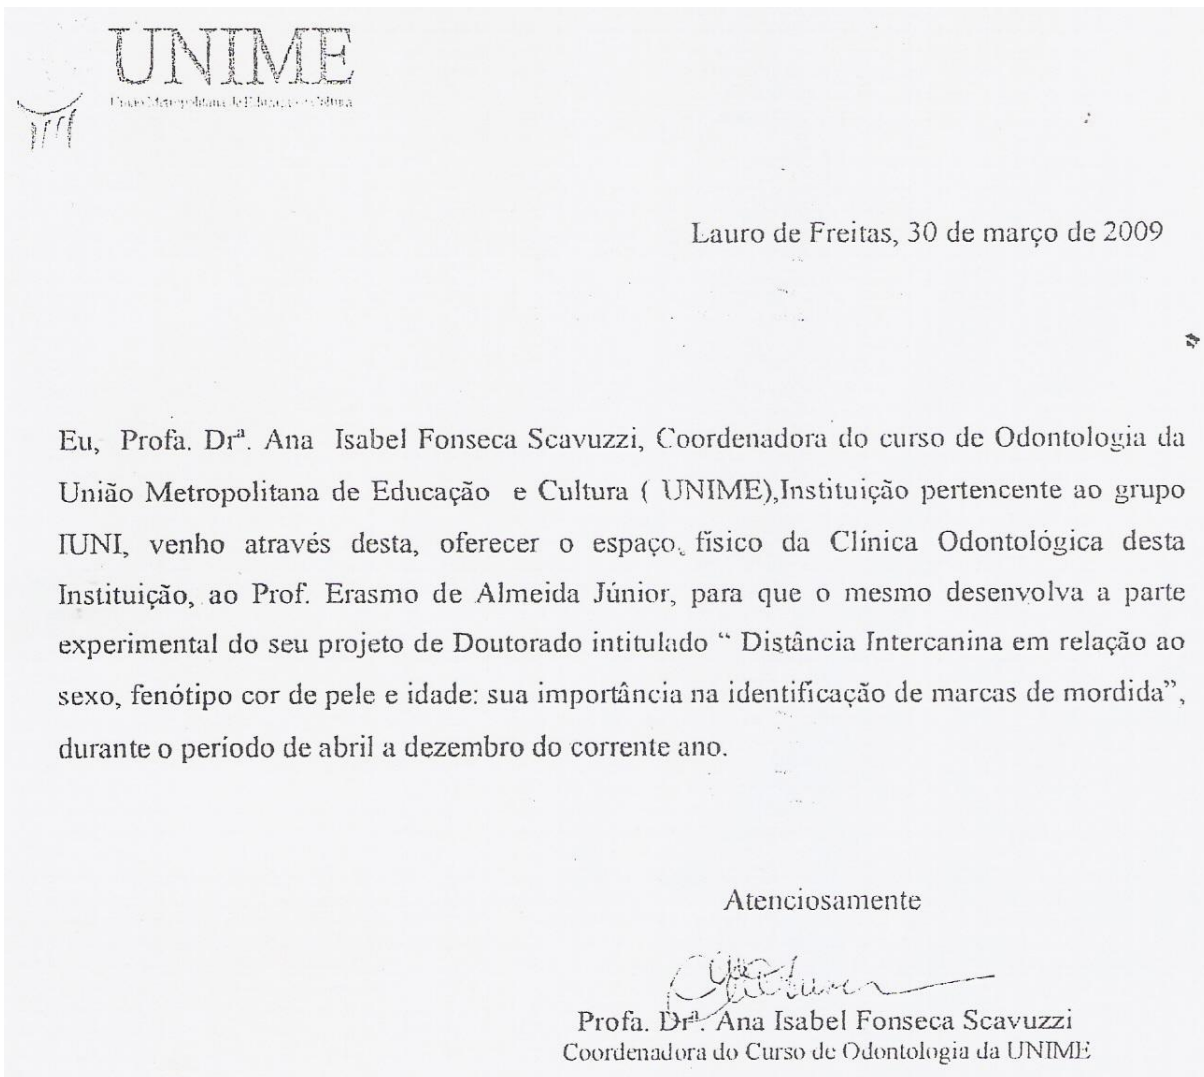 UNIME
União Metropolitana de Educação e Cultura
Lauro de Freitas, 30 de março de 2009
Eu, Profa. Drª. Ana Isabel Fonseca Scavuzzi, Coordenadora do curso de Odontologia da
União Metropolitana de Educação e Cultura ( UNIME),Instituição pertencente ao grupo
IUNI, venho através desta, oferecer o espaço físico da Clínica Odontológica desta
Instituição, ao Prof. Erasmo de Almeida Júnior, para que o mesmo desenvolva a parte
experimental do seu projeto de Doutorado intitulado “ Distância Intercanina em relação ao
sexo, fenótipo cor de pele e idade: sua importância na identificação de marcas de mordida”,
durante o período de abril a dezembro do corrente ano.
Atenciosamente
Profa. Drª. Ana Isabel Fonseca Scavuzzi
Coordenadora do Curso de Odontologia da UNIME